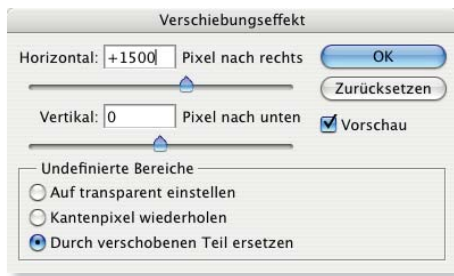 Verschiebungseffekt
Horizontal: +1500 Pixel nach rechts
OK
Zurücksetzen
Vertikal: 0 Pixel nach unten
Vorschau
Undefinierte Bereiche
Auf transparent einstellen
Kantenpixel wiederholen
Durch verschobenen Teil ersetzen